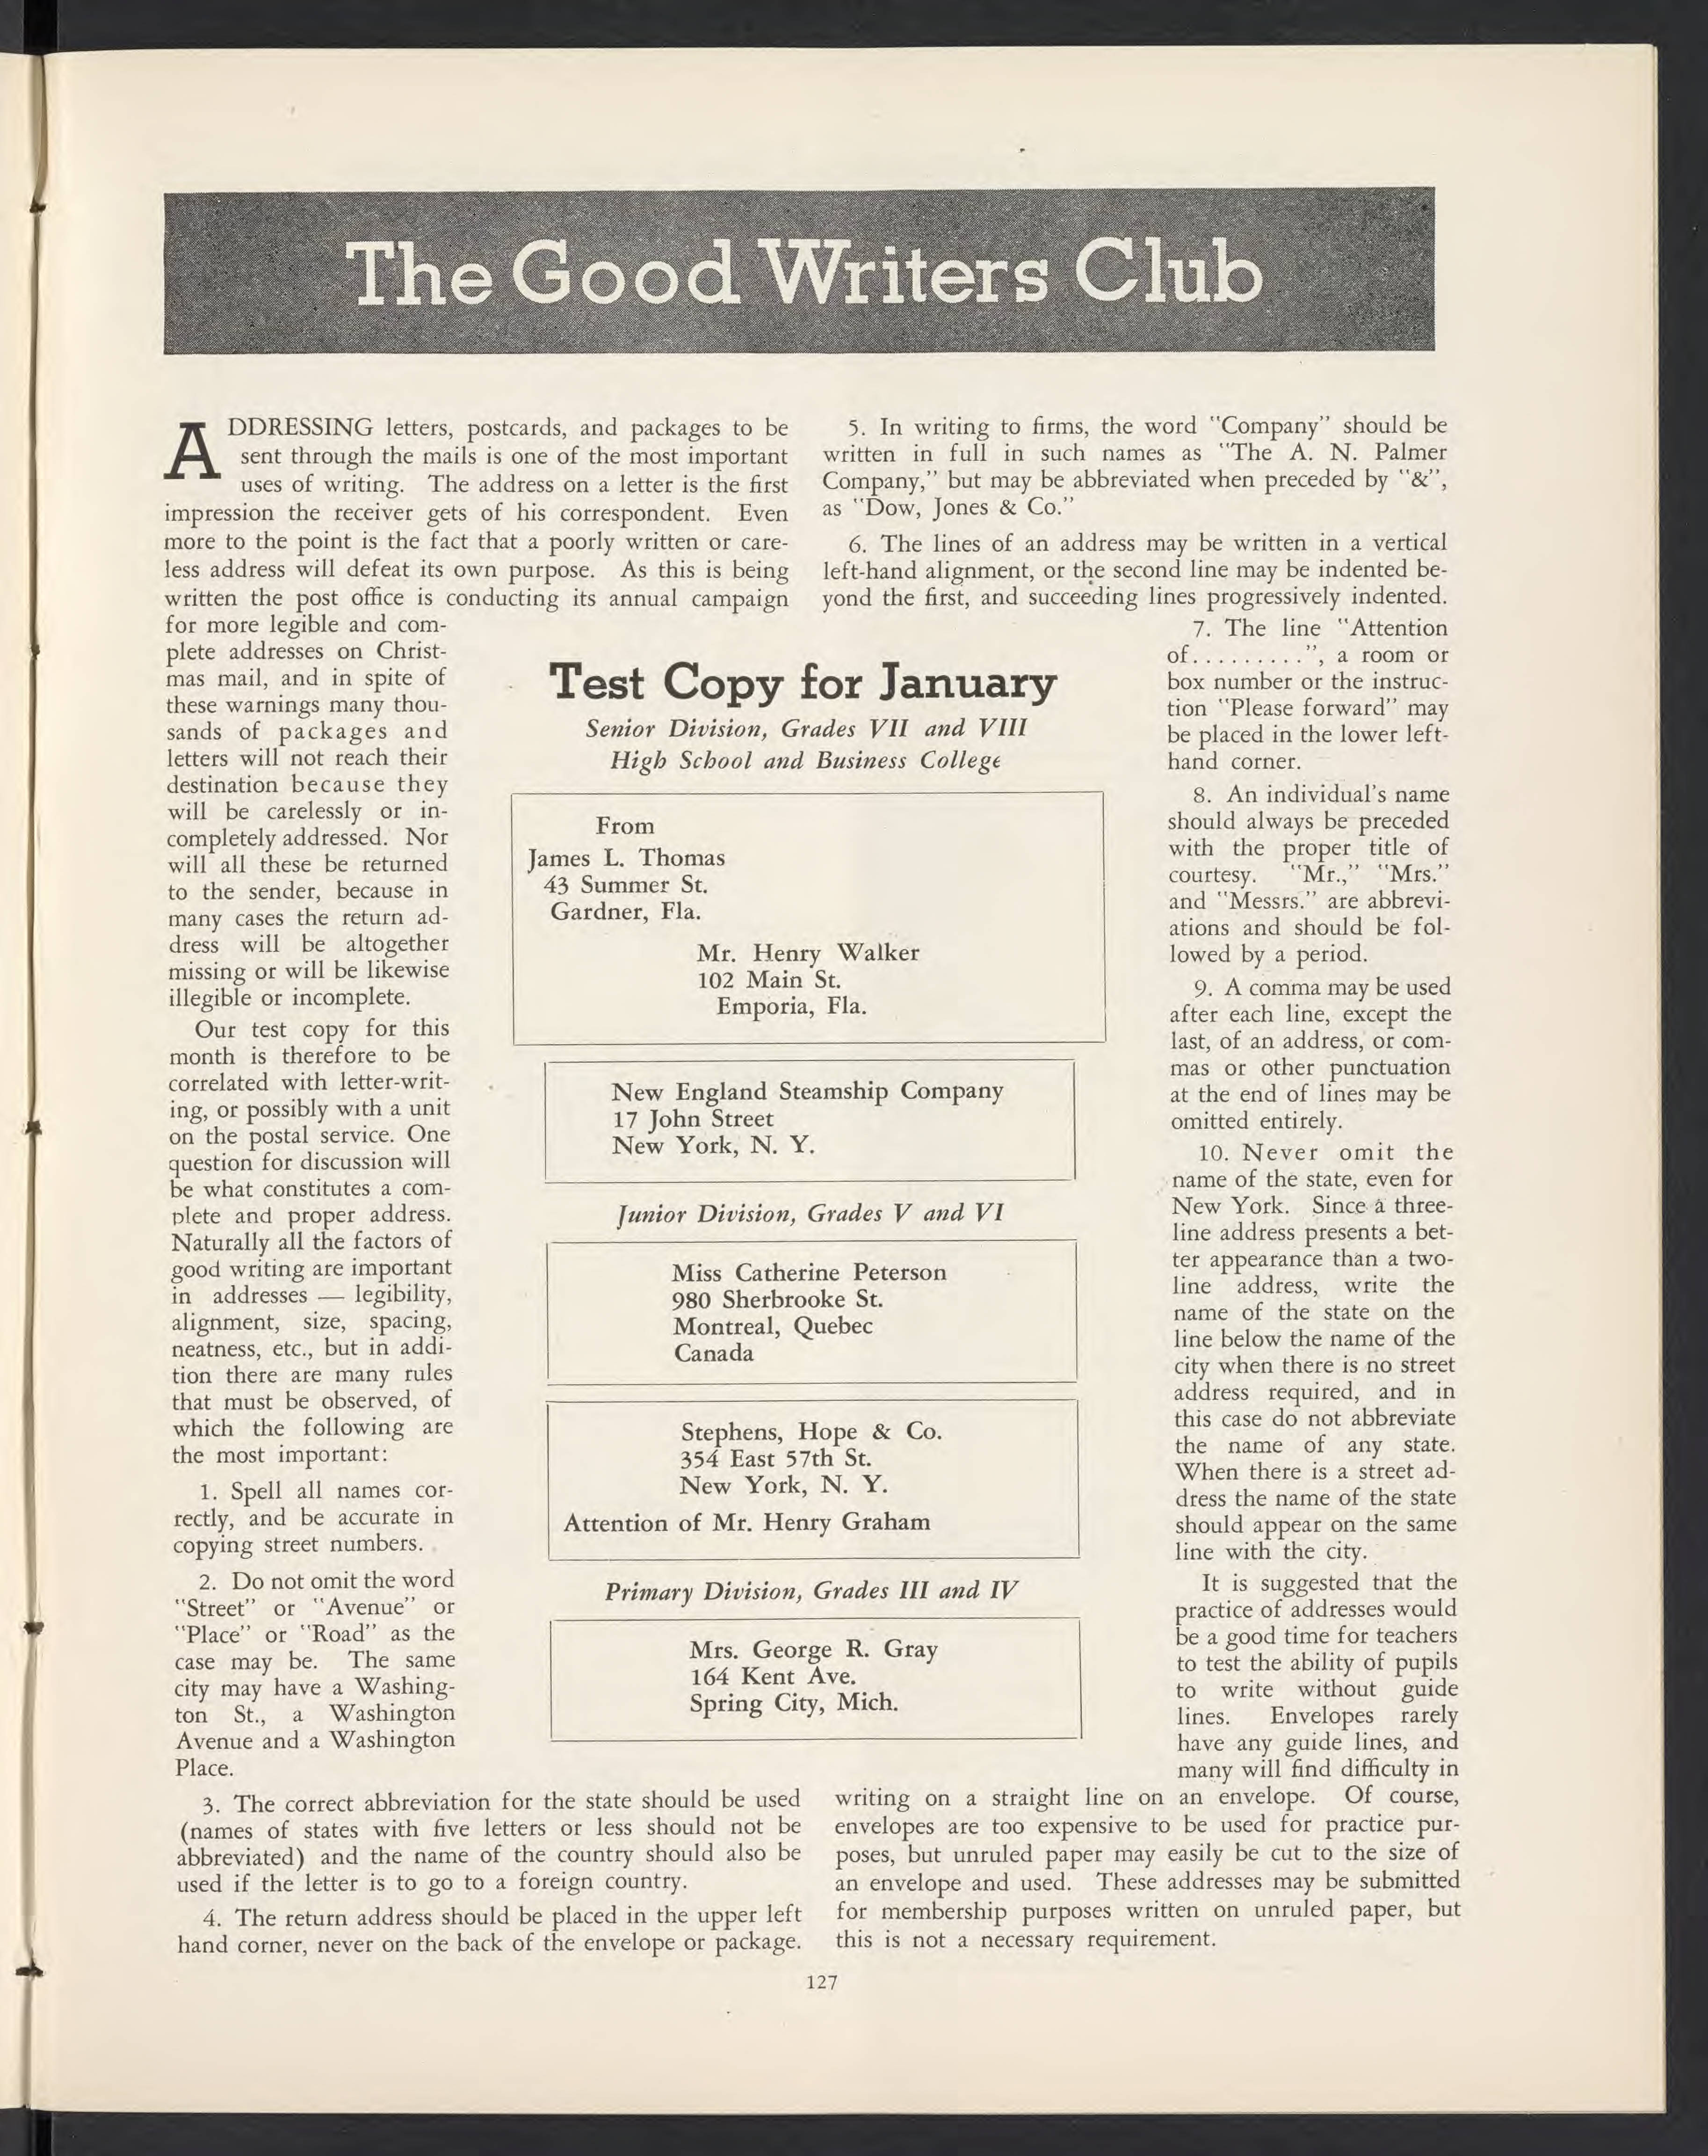 The Good Writers Club
ADDRESSING letters, postcards, and packages to be
sent through the mails is one of the most important
uses of writing. The address on a letter is the first
impression the receiver gets of his correspondent. Even
more to the point is the fact that a poorly written or care-
less address will defeat its own purpose. As this is being
written the post office is conducting its annual campaign
for more legible and com-
plete addresses on Christ-
mas mail, and in spite of
these warnings many thou-
sands of packages and
letters will not reach their
destination because they
will be carelessly or in-
completely addressed. Nor
will all these be returned
to the sender, because in
many cases the return ad-
dress will be altogether
missing or will be likewise
illegible or incomplete.
Our test copy for this
month is therefore to be
correlated with letter-writ-
ing, or possibly with a unit
on the postal service. One
question for discussion will
be what constitutes a com-
plete and proper address.
Naturally all the factors of
good writing are important
in addresses — legibility,
alignment, size, spacing,
neatness, etc., but in addi-
tion there are many rules
that must be observed, of
which the following are
the most important:
1. Spell all names cor-
rectly, and be accurate in
copying street numbers.
2. Do not omit the word
"Street" or "Avenue" or
"Place" or "Road" as the
case may be. The same
city may have a Washing-
ton St., a Washington
Avenue and a Washington
Place.
3. The correct abbreviation for the state should be used
(names of states with five letters or less should not be
abbreviated) and the name of the country should also be
used if the letter is to go to a foreign country.
4. The return address should be placed in the upper left
hand corner, never on the back of the envelope or package.
Test Copy for January
Senior Division, Grades VII and VIII
High School and Business College
From
James L. Thomas
43 Summer St.
Gardner, Fla.
Mr. Henry Walker
102 Main St.
Emporia, Fla.
New England Steamship Company
17 John Street
New York, N. Y.
Junior Division, Grades V and VI
Miss Catherine Peterson
980 Sherbrooke St.
Montreal, Quebec
Canada
Stephens, Hope & Co.
354 East 57th St.
New York, N. Y.
Attention of Mr. Henry Graham
Primary Division, Grades III and IV
Mrs. George R. Gray
164 Kent Ave.
Spring City, Mich.
5. In writing to firms, the word "Company" should be
written in full in such names as "The A. N. Palmer
Company," but may be abbreviated when preceded by "&",
as "Dow, Jones & Co."
6. The lines of an address may be written in a vertical
left-hand alignment, or the second line may be indented be-
yond the first, and succeeding lines progressively indented.
7. The line "Attention
of.........", a room or
box number or the instruc-
tion "Please forward" may
be placed in the lower left-
hand corner.
8. An individual's name
should always be preceded
with the proper title of
courtesy. "Mr.," "Mrs."
and "Messrs." are abbrevi-
ations and should be fol-
lowed by a period.
9. A comma may be used
after each line, except the
last, of an address, or com-
mas or other punctuation
at the end of lines may be
omitted entirely.
10. Never omit the
name of the state, even for
New York. Since a three-
line address presents a bet-
ter appearance than a two-
line address, write the
name of the state on the
line below the name of the
city when there is no street
address required, and in
this case do not abbreviate
the name of any state.
When there is a street ad-
dress the name of the state
should appear on the same
line with the city.
It is suggested that the
practice of addresses would
be a good time for teachers
to test the ability of pupils
to write without guide
lines. Envelopes rarely
have any guide lines, and
many will find difficulty in
writing on a straight line on an envelope. Of course,
envelopes are too expensive to be used for practice pur-
poses, but unruled paper may easily be cut to the size of
an envelope and used. These addresses may be submitted
for membership purposes written on unruled paper, but
this is not a necessary requirement.
127